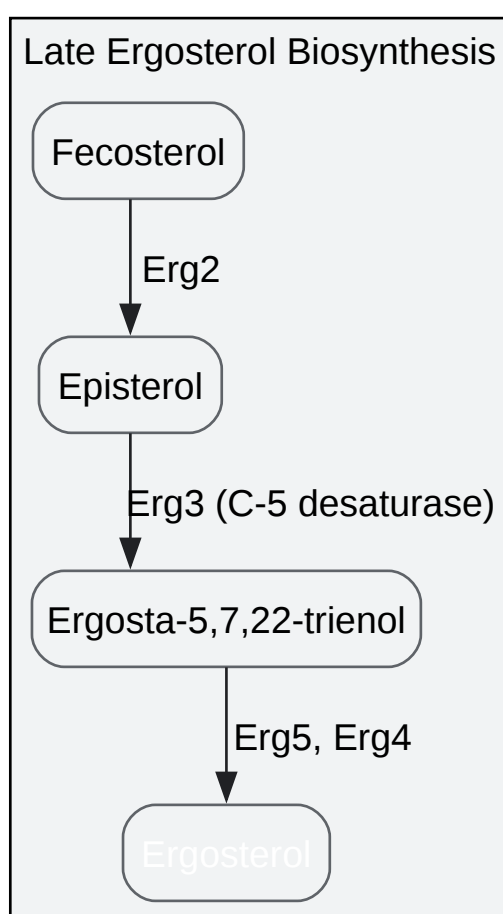 Late Ergosterol Biosynthesis
Fecosterol
Erg2
Episterol
Erg3 (C-5 desaturase)
Ergosta-5,7,22-trienol
Erg5, Erg4
Ergosterol